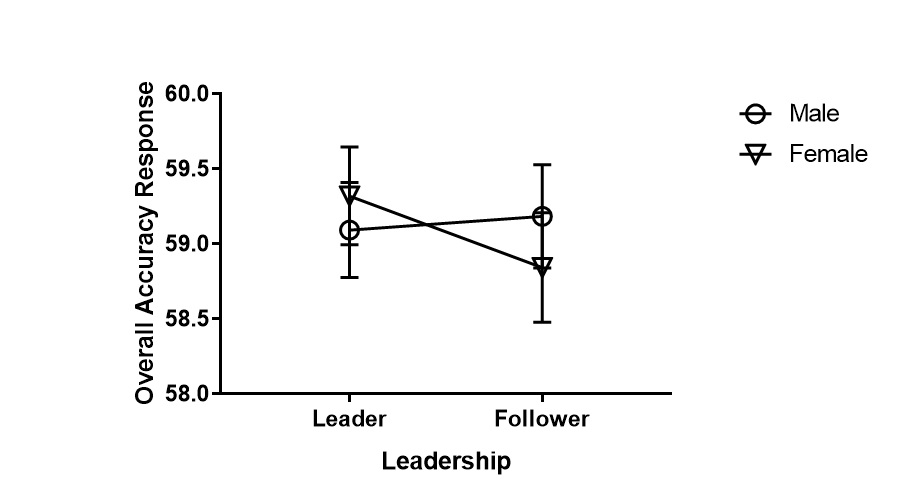 Overall Accuracy Response
60.0
59.5
59.0
58.5
58.0
Leader
Follower
Leadership
Male
Female